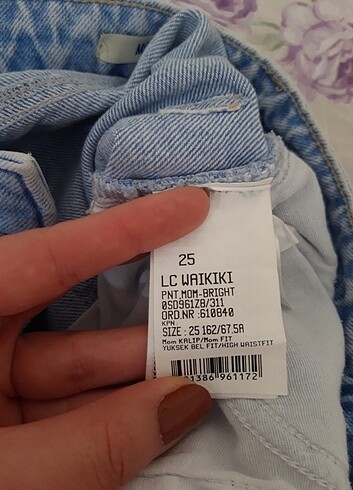 25
LC WAIKIKI
PNT.MOM-BRIGHT
0SD961Z8/311
ORD.NR :610840
KPN
SIZE : 25 162/67.5A
Mom KALIP/Mom FIT
YUKSEK BEL FIT/HIGH WAISTFIT
1386 961172